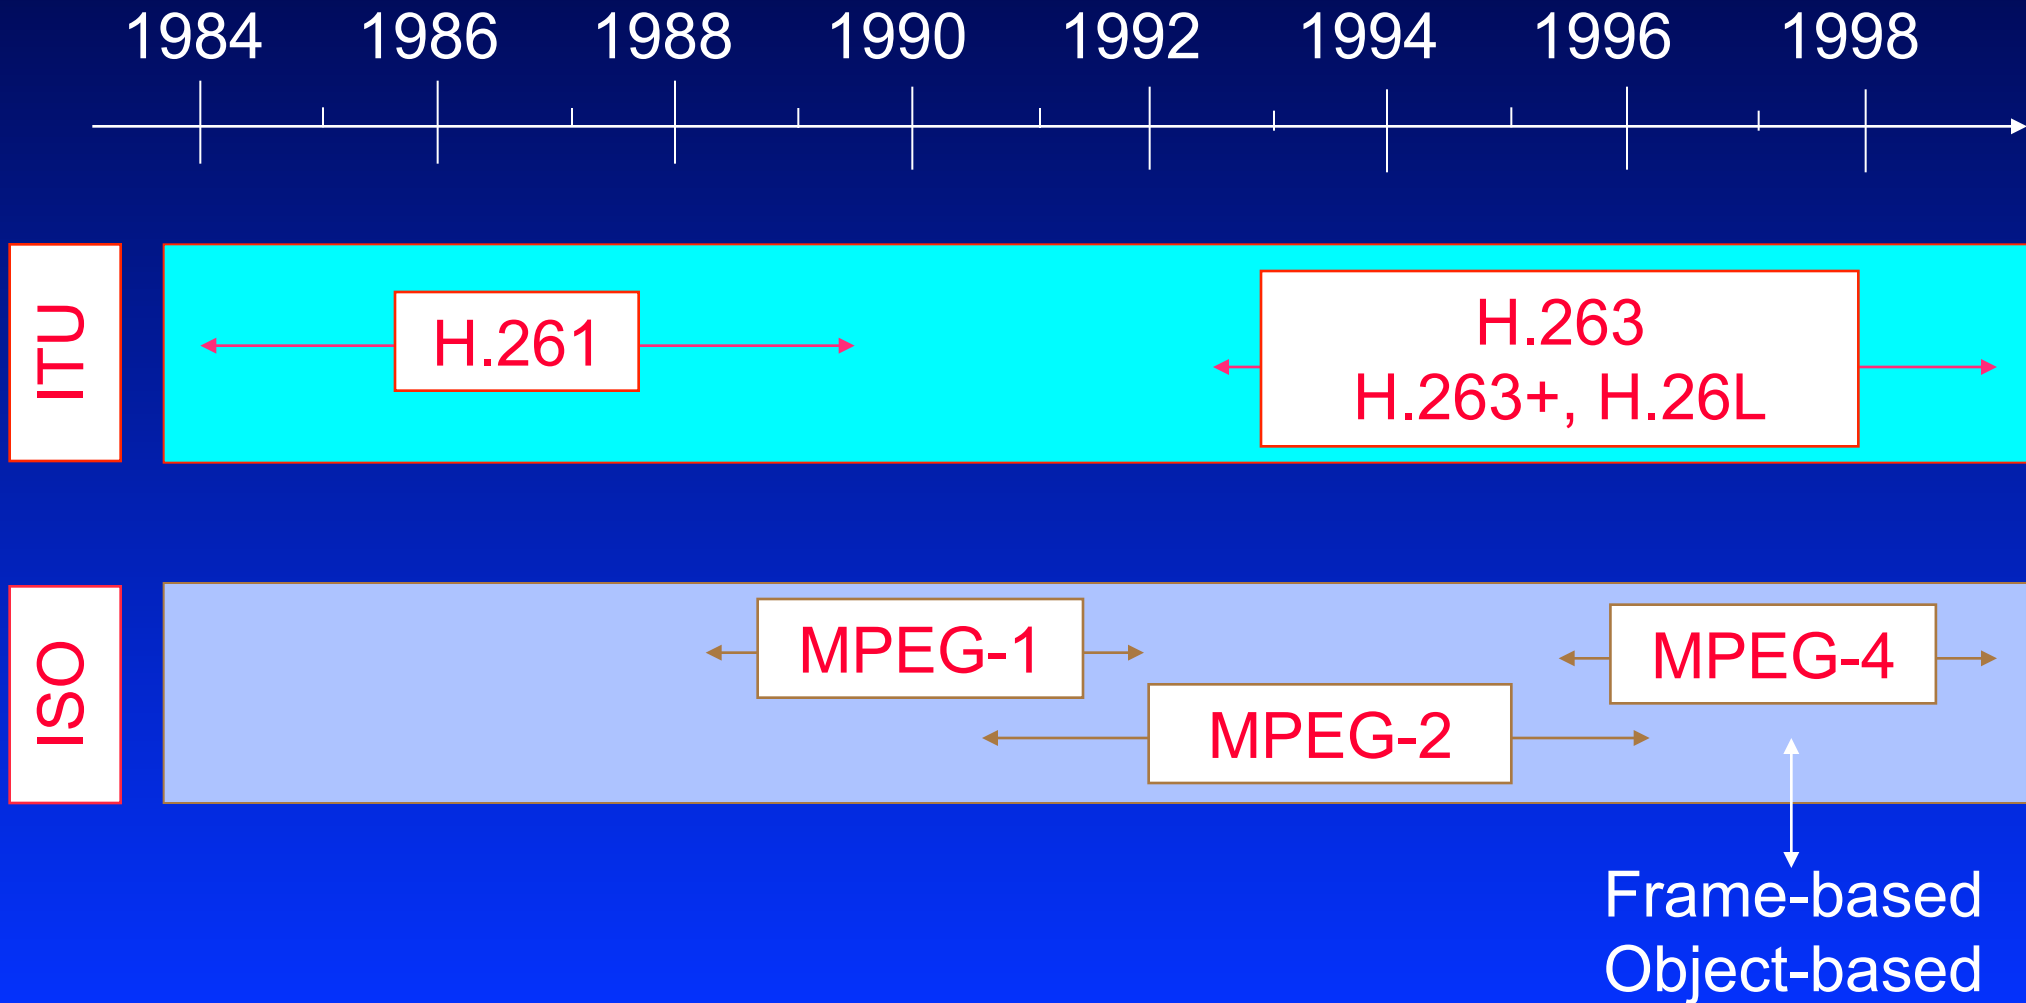 1984 1986 1988 1990 1992 1994 1996 1998
ITU
H.261
H.263
H.263+, H.26L
ISO
MPEG-1
MPEG-4
MPEG-2
Frame-based
Object-based